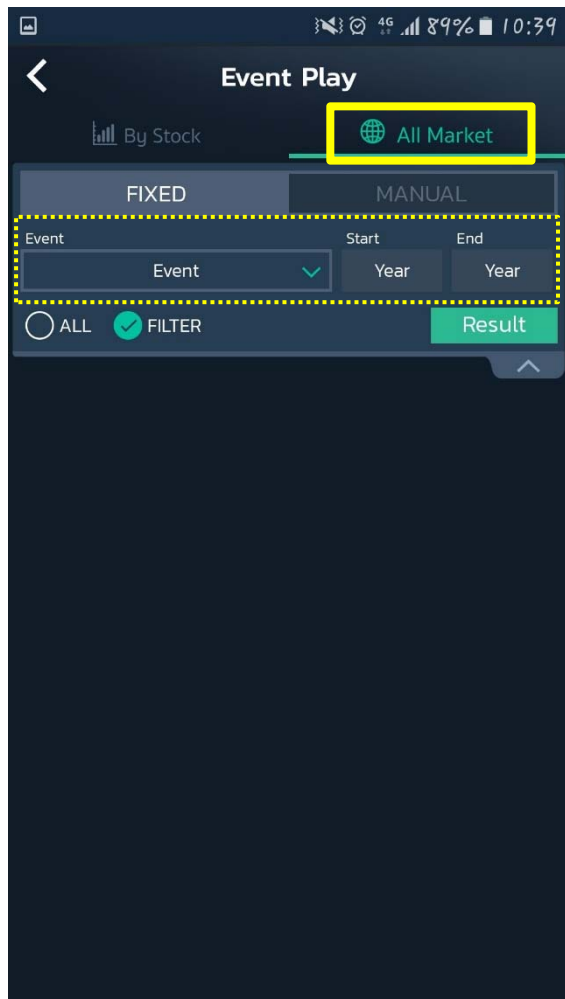 4G 89% 10:39
Event Play
By Stock All Market
FIXED MANUAL
Event Start End
Event Year Year
ALL FILTER Result